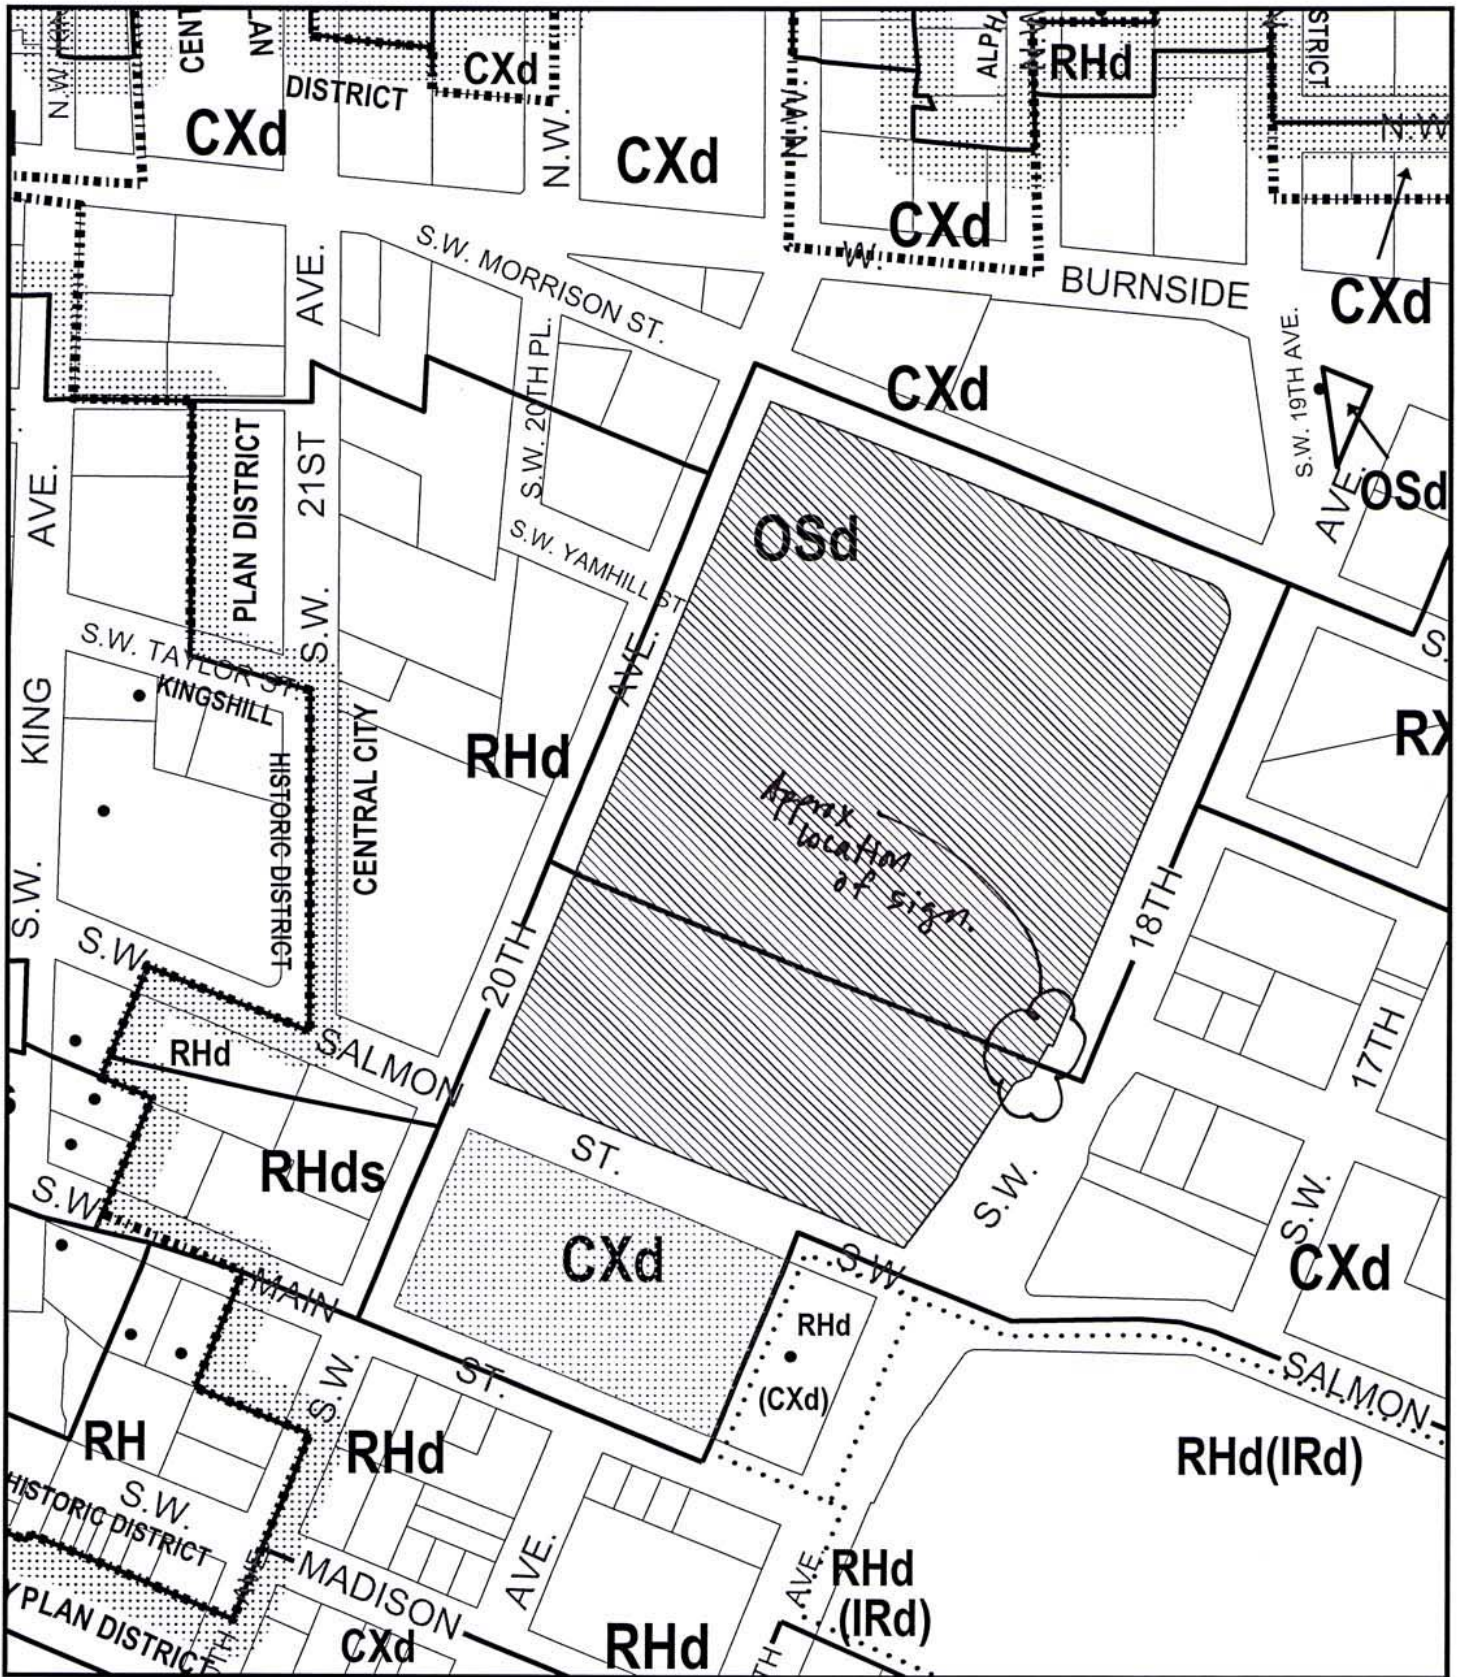 CXd
DISTRICT
CXd
N.W.
CXd
N.W.
RHd
CXd
W.
BURNSIDE
CXd
S.W. MORRISON ST.
AVE.
S.W. 20TH PL.
CXd
S.W. 19TH AVE.
AVE.
OSd
PLAN DISTRICT
21ST
S.W.
AVE.
KING
S.W.
S.W. YAMHILL ST.
OSd
S.W. TAYLOR ST.
KINGSHILL
HISTORIC DISTRICT
CENTRAL CITY
RHd
AVE.
20TH
Approx
location
of sign.
18TH
17TH
S.W.
S.W.
SALMON
ST.
RHd
RHds
S.W.
MAIN
ST.
CXd
S.W.
SALMON
CXd
RHd
(CXd)
RHd(IRd)
RH
S.W.
HISTORIC DISTRICT
S.W.
RHd
MADISON
AVE.
CXd
RHd
AVE.
RHd
(IRd)
PLAN DISTRICT
S.W.